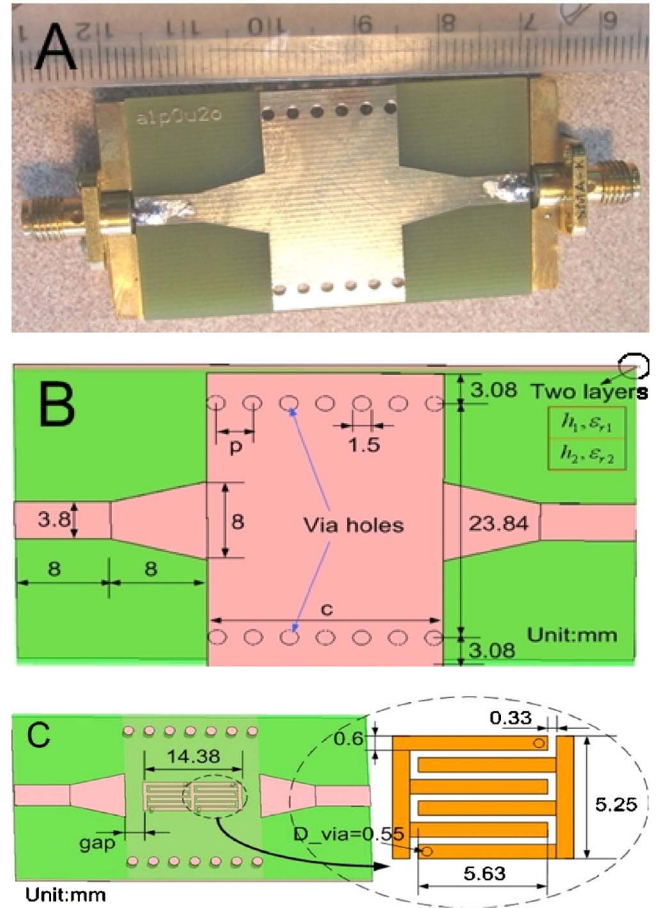 A
1 2 11 10 9 8 7 6
a1p0u2o
SMA-K
B
3.08
Two layers
h₁, εr1
h₂, εr2
p
1.5
3.8
8
Via holes
23.84
8
8
c
Unit:mm
3.08
C
14.38
gap
Unit:mm
0.33
0.6
5.25
D_via=0.55
5.63